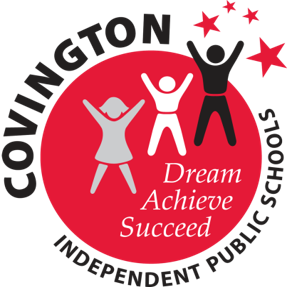 COVINGTON
Dream
Achieve
Succeed
INDEPENDENT PUBLIC SCHOOLS